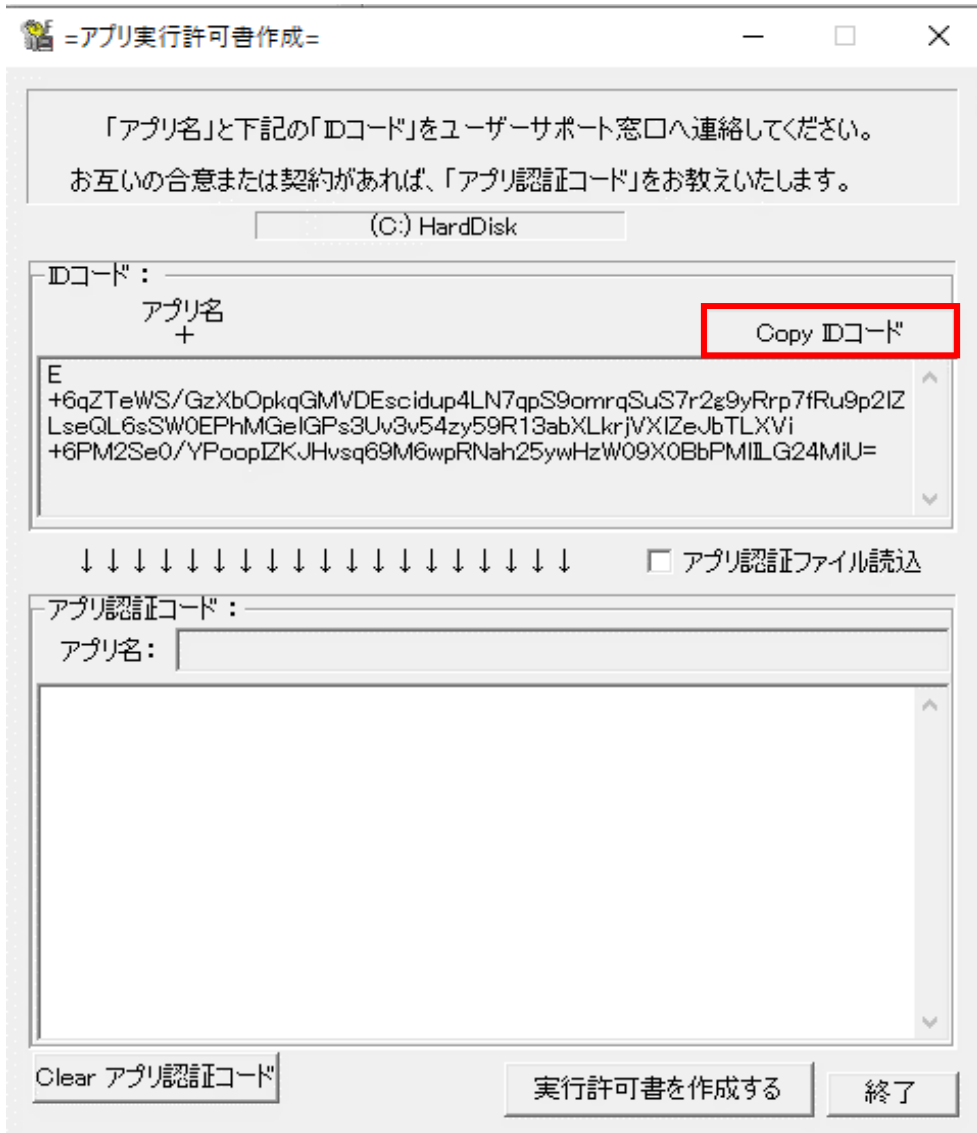 =アプリ実行許可書作成=
「アプリ名」と下記の「IDコード」をユーザーサポート窓口へ連絡してください。
お互いの合意または契約があれば、「アプリ認証コード」をお教えいたします。
(C:) HardDisk
IDコード：
アプリ名
+
Copy IDコード
E
+6qZTeWS/GzXbOpkqGMVDEscidup4LN7qpS9omrqSuS7r2g9yRrp7fRu9p2IZ
LseQL6sSW0EPhMGeIGPs3Uv3v54zy59R13abXLkrjVXIZeJbTLXVi
+6PM2Se0/YPoopIZKJHvsq69M6wpRNah25ywHzW09X0BbPMIILG24MiU=
↓↓↓↓↓↓↓↓↓↓↓↓↓↓↓↓↓↓↓
アプリ認証ファイル読込
アプリ認証コード：
アプリ名：
Clear アプリ認証コード
実行許可書を作成する
終了